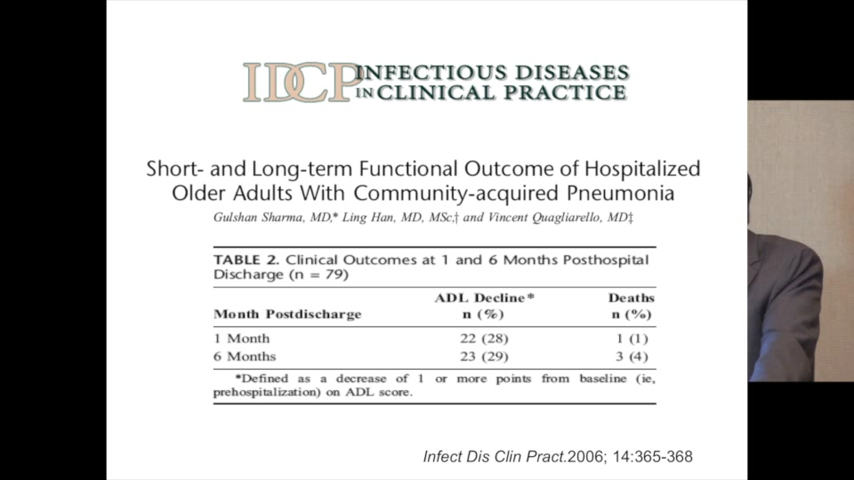 IDCP INFECTIOUS DISEASES
IN CLINICAL PRACTICE
Short- and Long-term Functional Outcome of Hospitalized
Older Adults With Community-acquired Pneumonia
Gulshan Sharma, MD,* Ling Han, MD, MSc,† and Vincent Quagliarello, MD‡
TABLE 2. Clinical Outcomes at 1 and 6 Months Posthospital
Discharge (n = 79)
ADL Decline* Deaths
Month Postdischarge n (%) n (%)
1 Month 22 (28) 1 (1)
6 Months 23 (29) 3 (4)
*Defined as a decrease of 1 or more points from baseline (ie,
prehospitalization) on ADL score.
Infect Dis Clin Pract.2006; 14:365-368